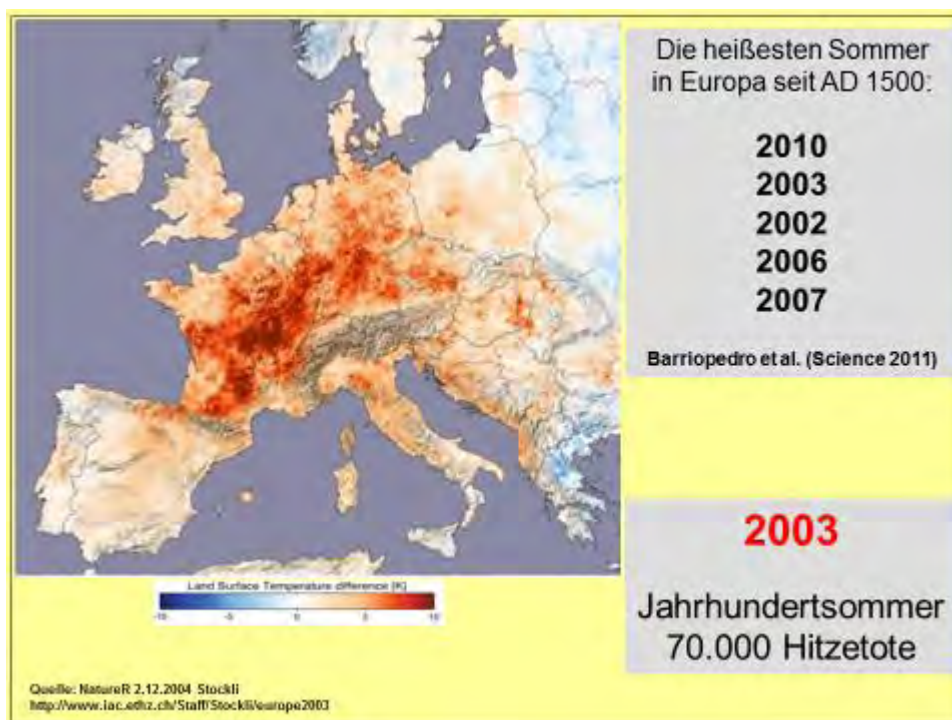 Die heißesten Sommer
in Europa seit AD 1500:
2010
2003
2002
2006
2007
Barriopedro et al. (Science 2011)
2003
Jahrhundertsommer
70.000 Hitzetote
Land Surface Temperature difference [K]
-10 -5 0 5 10
Quelle: NatureR 2.12.2004 Stockli
http://www.iac.ethz.ch/Staff/Stockli/europe2003